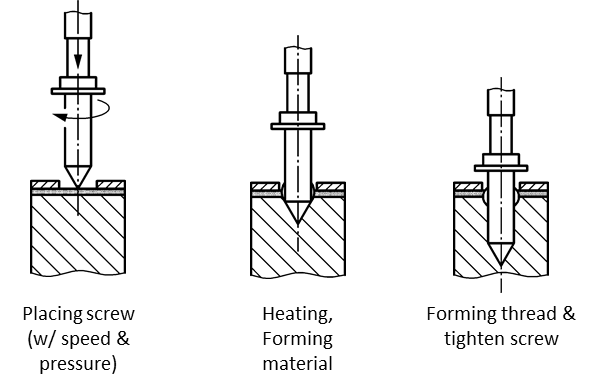 Placing screw
(w/ speed &
pressure)
Heating,
Forming
material
Forming thread &
tighten screw